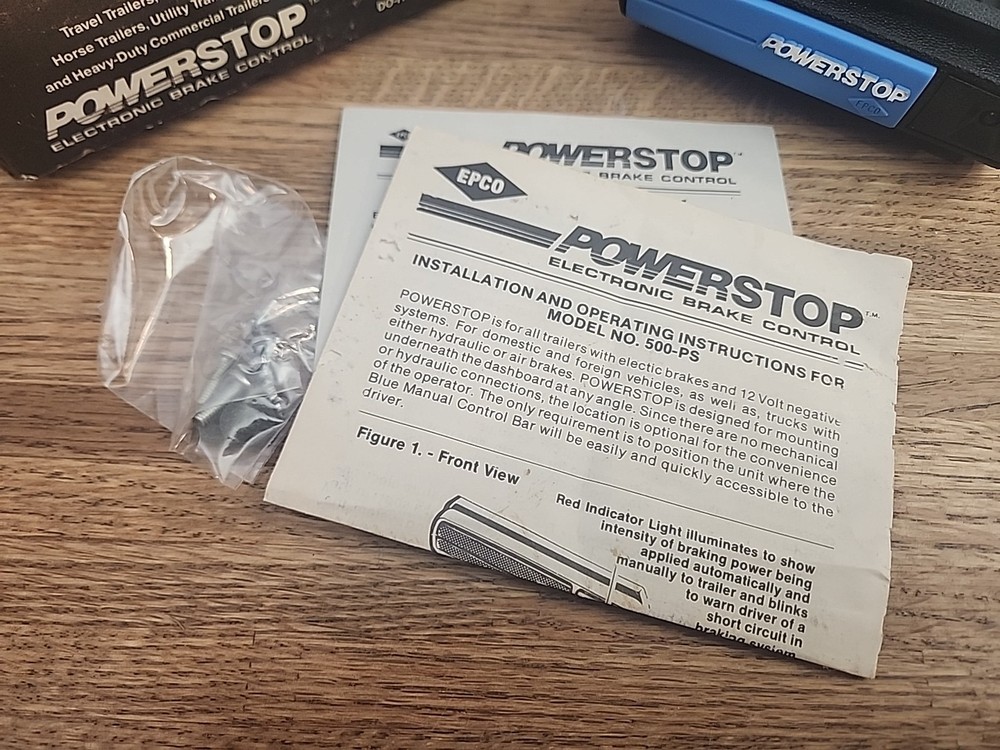 Travel Trailers,
Horse Trailers, Utility
and Heavy-Duty Commercial Trailers
POWERSTOP
ELECTRONIC BRAKE CONTROL
POWERSTOP
EPCO
POWERSTOP™
BRAKE CONTROL
EPCO
POWERSTOP T.M.
ELECTRONIC BRAKE CONTROL
INSTALLATION AND OPERATING INSTRUCTIONS FOR
MODEL NO. 500-PS
POWERSTOP is for all trailers with electric brakes and 12 Volt negative
systems. For domestic and foreign vehicles, as well as, trucks with
either hydraulic or air brakes. POWERSTOP is designed for mounting
underneath the dashboard at any angle. Since there are no mechanical
or hydraulic connections, the location is optional for the convenience
of the operator. The only requirement is to position the unit where the
Blue Manual Control Bar will be easily and quickly accessible to the
driver.
Figure 1. - Front View
Red Indicator Light illuminates to show
intensity of braking power being
applied automatically and
manually to trailer and blinks
to warn driver of a
short circuit in
braking system